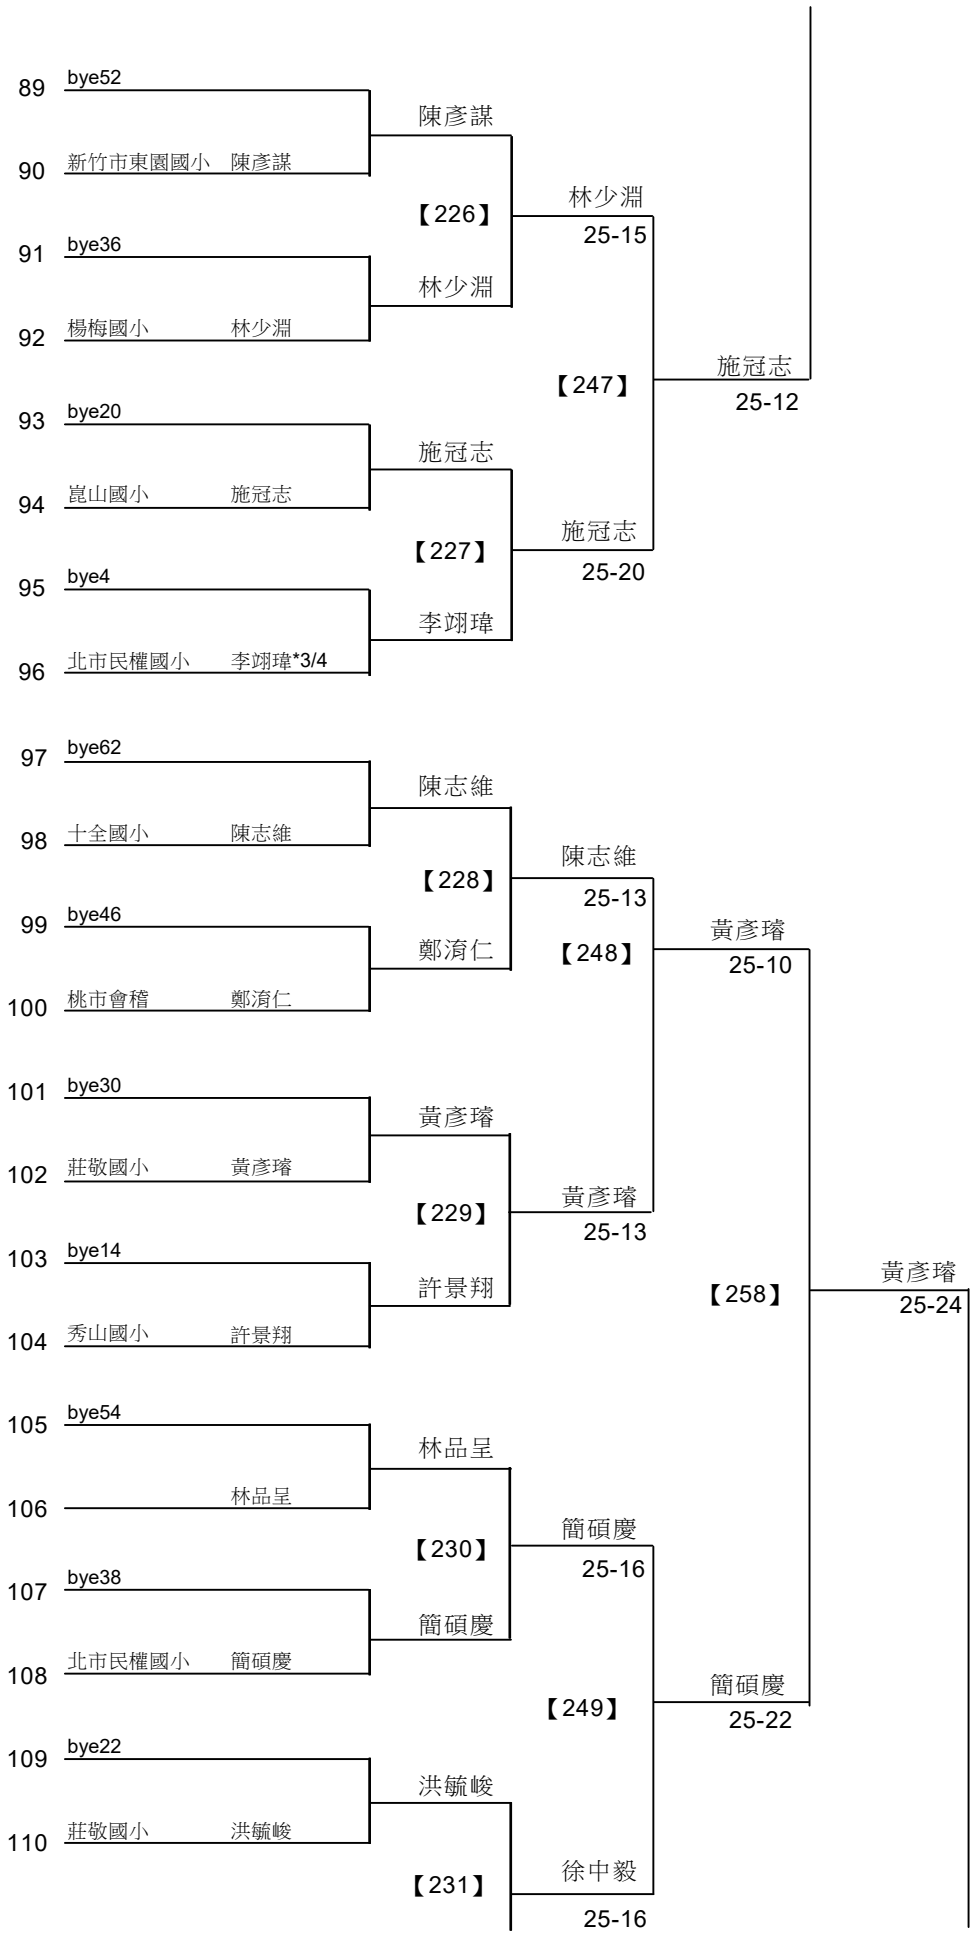 89 bye52
陳彥謀
90 新竹市東園國小 陳彥謀
林少淵
【226】
25-15
91 bye36
林少淵
92 楊梅國小 林少淵
施冠志
【247】
25-12
93 bye20
施冠志
94 崑山國小 施冠志
施冠志
【227】
25-20
95 bye4
李翊瑋
96 北市民權國小 李翊瑋*3/4
97 bye62
陳志維
98 十全國小 陳志維
陳志維
【228】
25-13
99 bye46
黃彥璿
鄭淯仁
【248】
25-10
100 桃市會稽 鄭淯仁
101 bye30
黃彥璿
102 莊敬國小 黃彥璿
黃彥璿
【229】
25-13
103 bye14
黃彥璿
許景翔
【258】
25-24
104 秀山國小 許景翔
105 bye54
林品呈
106 林品呈
簡碩慶
【230】
25-16
107 bye38
簡碩慶
108 北市民權國小 簡碩慶
簡碩慶
【249】
25-22
109 bye22
洪毓峻
110 莊敬國小 洪毓峻
徐中毅
【231】
25-16